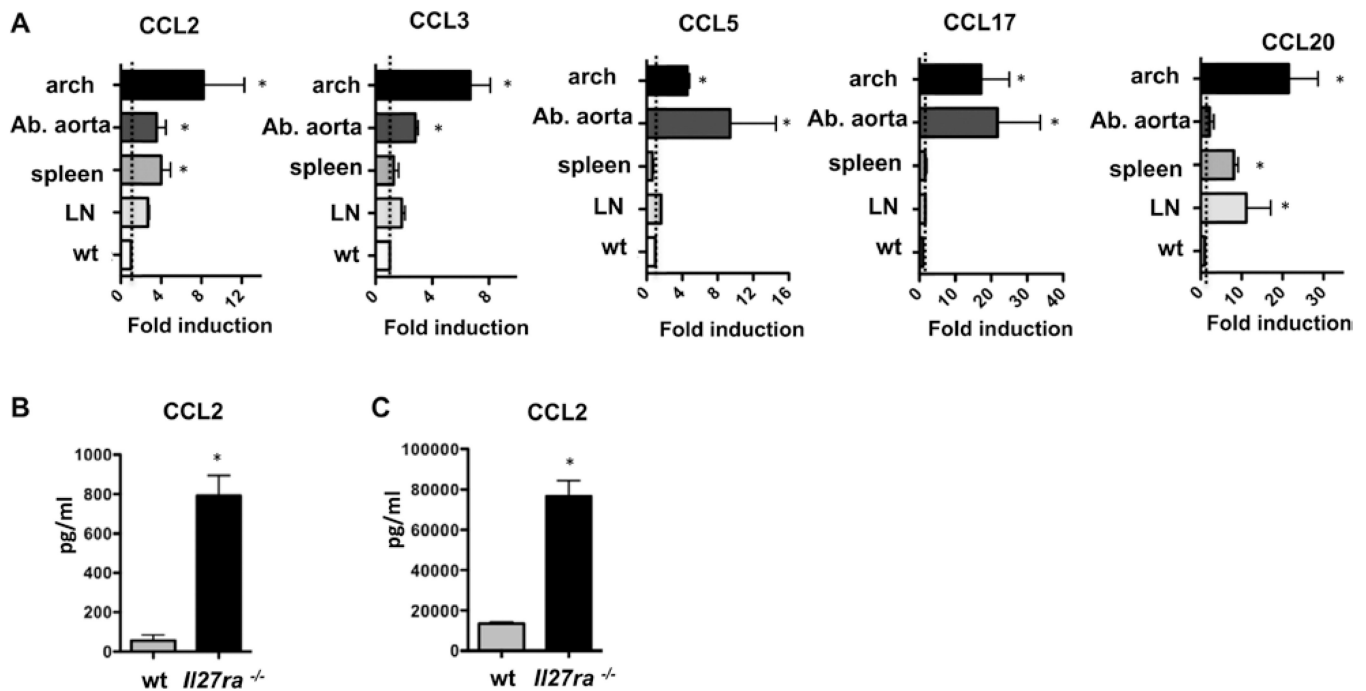 A
CCL2
arch
Ab. aorta
spleen
LN
wt
0 4 8 12
Fold induction
*
*
*
CCL3
arch
Ab. aorta
spleen
LN
wt
0 4 8
Fold induction
*
*
CCL5
arch
Ab. aorta
spleen
LN
wt
0 4 8 12 16
Fold induction
*
*
CCL17
arch
Ab. aorta
spleen
LN
wt
0 10 20 30 40
Fold induction
*
*
CCL20
arch
Ab. aorta
spleen
LN
wt
0 10 20 30
Fold induction
*
*
*
B
CCL2
pg/ml
1000
800
600
400
200
0
*
wt Il27ra -/-
C
CCL2
pg/ml
100000
80000
60000
40000
20000
0
*
wt Il27ra -/-